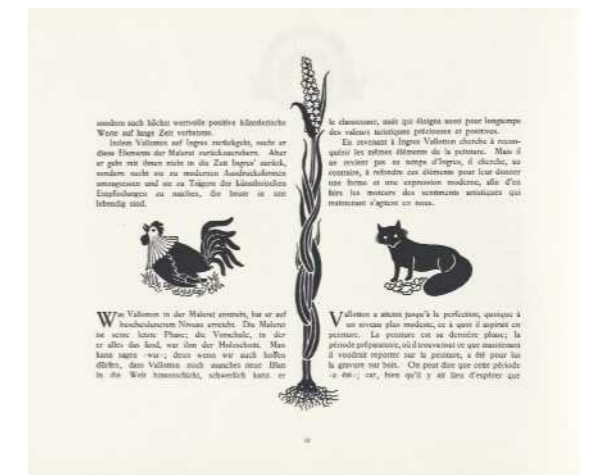 sondern auch höchst wertvolle positive künstlerische
Werte auf lange Zeit verbannte.
Indem Vallotton auf Ingres zurückgeht, sucht er
diese Elemente der Malerei zurückzuerobern. Aber
er geht mit ihnen nicht in die Zeit Ingres' zurück,
sondern sucht sie zu modernen Ausdrucksformen
umzugiessen und sie zu Trägern der künstlerischen
Empfindungen zu machen, die heute in uns
lebendig sind.
Was Vallotton in der Malerei erstrebt, hat er auf
bescheidenerem Niveau erreicht. Die Malerei
ist seine letzte Phase; die Vorschule, in der
er alles das fand, war ihm der Holzschnitt. Man
kann sagen »war«; denn wenn wir auch hoffen
dürfen, dass Vallotton noch manches neue Blatt
in die Welt hinausschickt, schwerlich kann er
le classicisme, mais qui éloigna aussi pour longtemps
des valeurs artistiques précieuses et positives.
En revenant à Ingres Vallotton cherche à recon-
quérir les mêmes éléments de la peinture. Mais il
ne revient pas au temps d'Ingres, il cherche, au
contraire, à refondre ces éléments pour leur donner
une forme et une expression moderne, afin d'en
faire les moteurs des sentiments artistiques qui
maintenant s'agitent en nous.
Vallotton a atteint jusqu'à la perfection, quoique à
un niveau plus modeste, ce à quoi il aspirait en
peinture. La peinture est sa dernière phase; la
période préparatoire, où il trouva tout ce que maintenant
il voudrait reporter sur la peinture, a été pour lui
la gravure sur bois. On peut dire que cette période
»a été«; car, bien qu'il y ait lieu d'espérer que